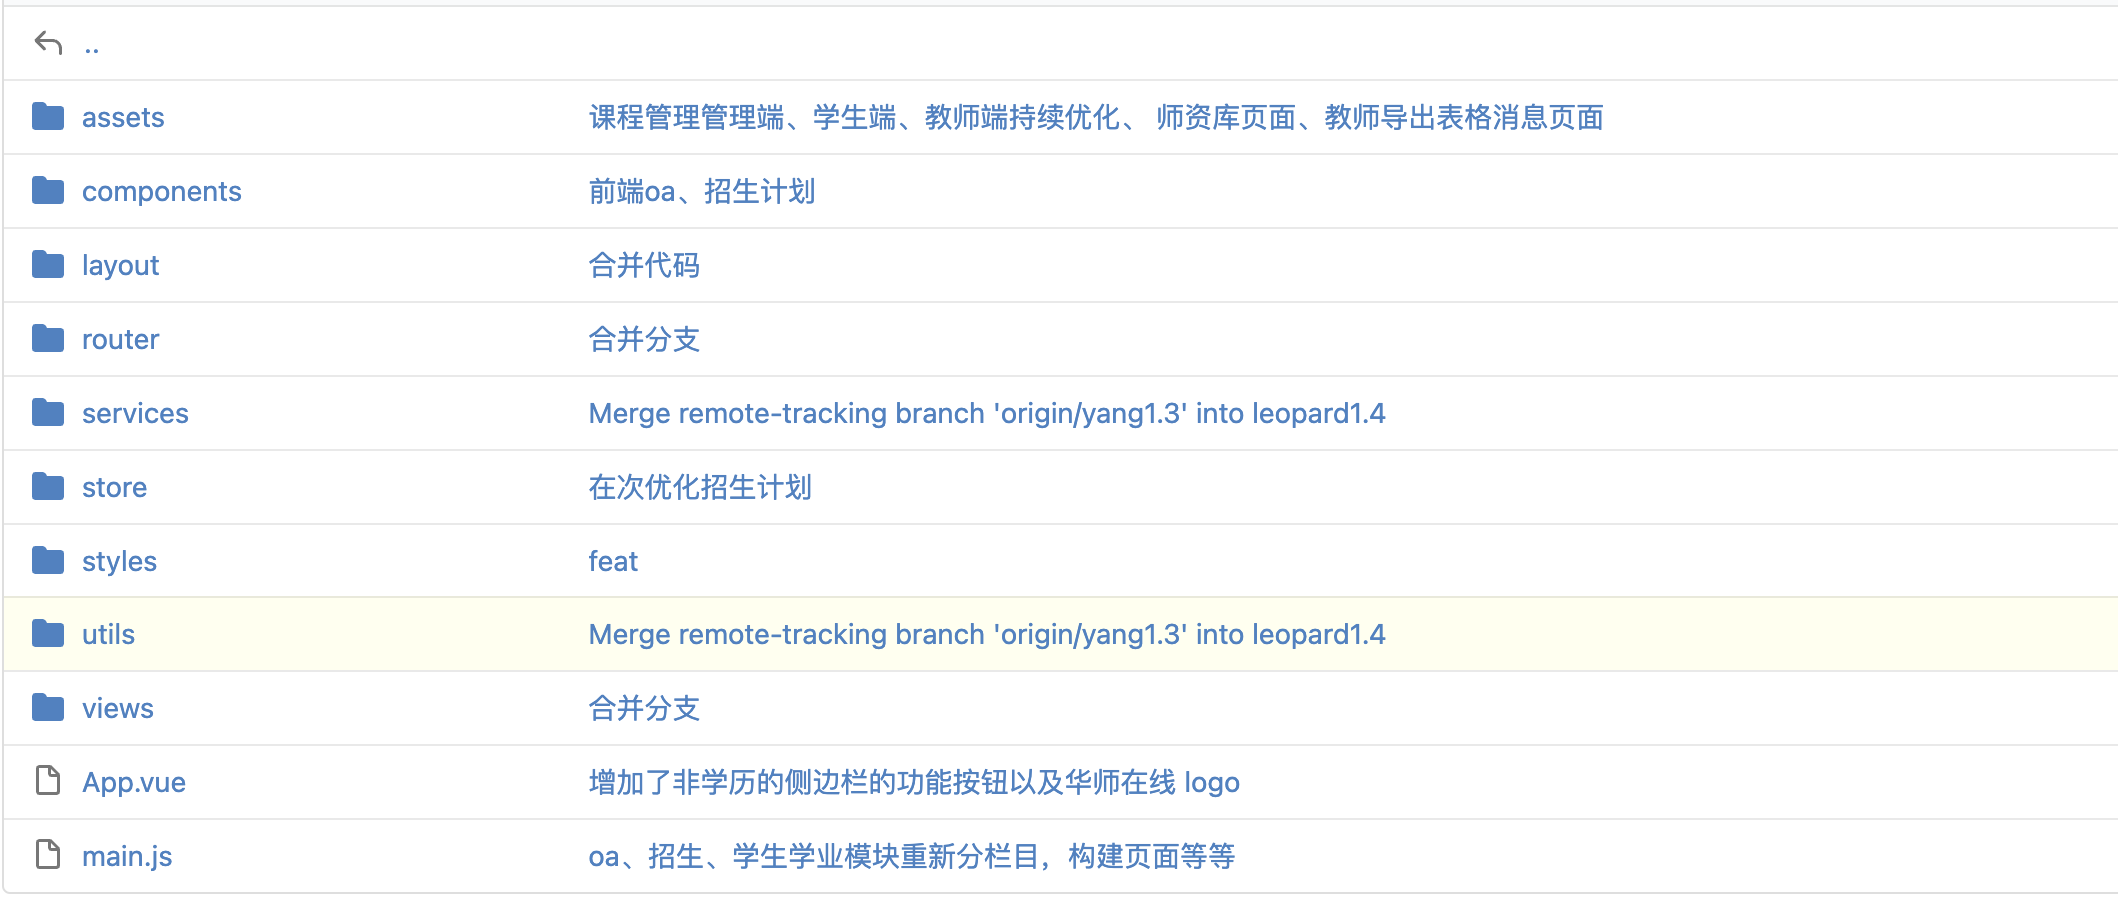 ..
assets 课程管理管理端、学生端、教师端持续优化、 师资库页面、教师导出表格消息页面
components 前端oa、招生计划
layout 合并代码
router 合并分支
services Merge remote-tracking branch 'origin/yang1.3' into leopard1.4
store 在次优化招生计划
styles feat
utils Merge remote-tracking branch 'origin/yang1.3' into leopard1.4
views 合并分支
App.vue 增加了非学历的侧边栏的功能按钮以及华师在线 logo
main.js oa、招生、学生学业模块重新分栏目，构建页面等等